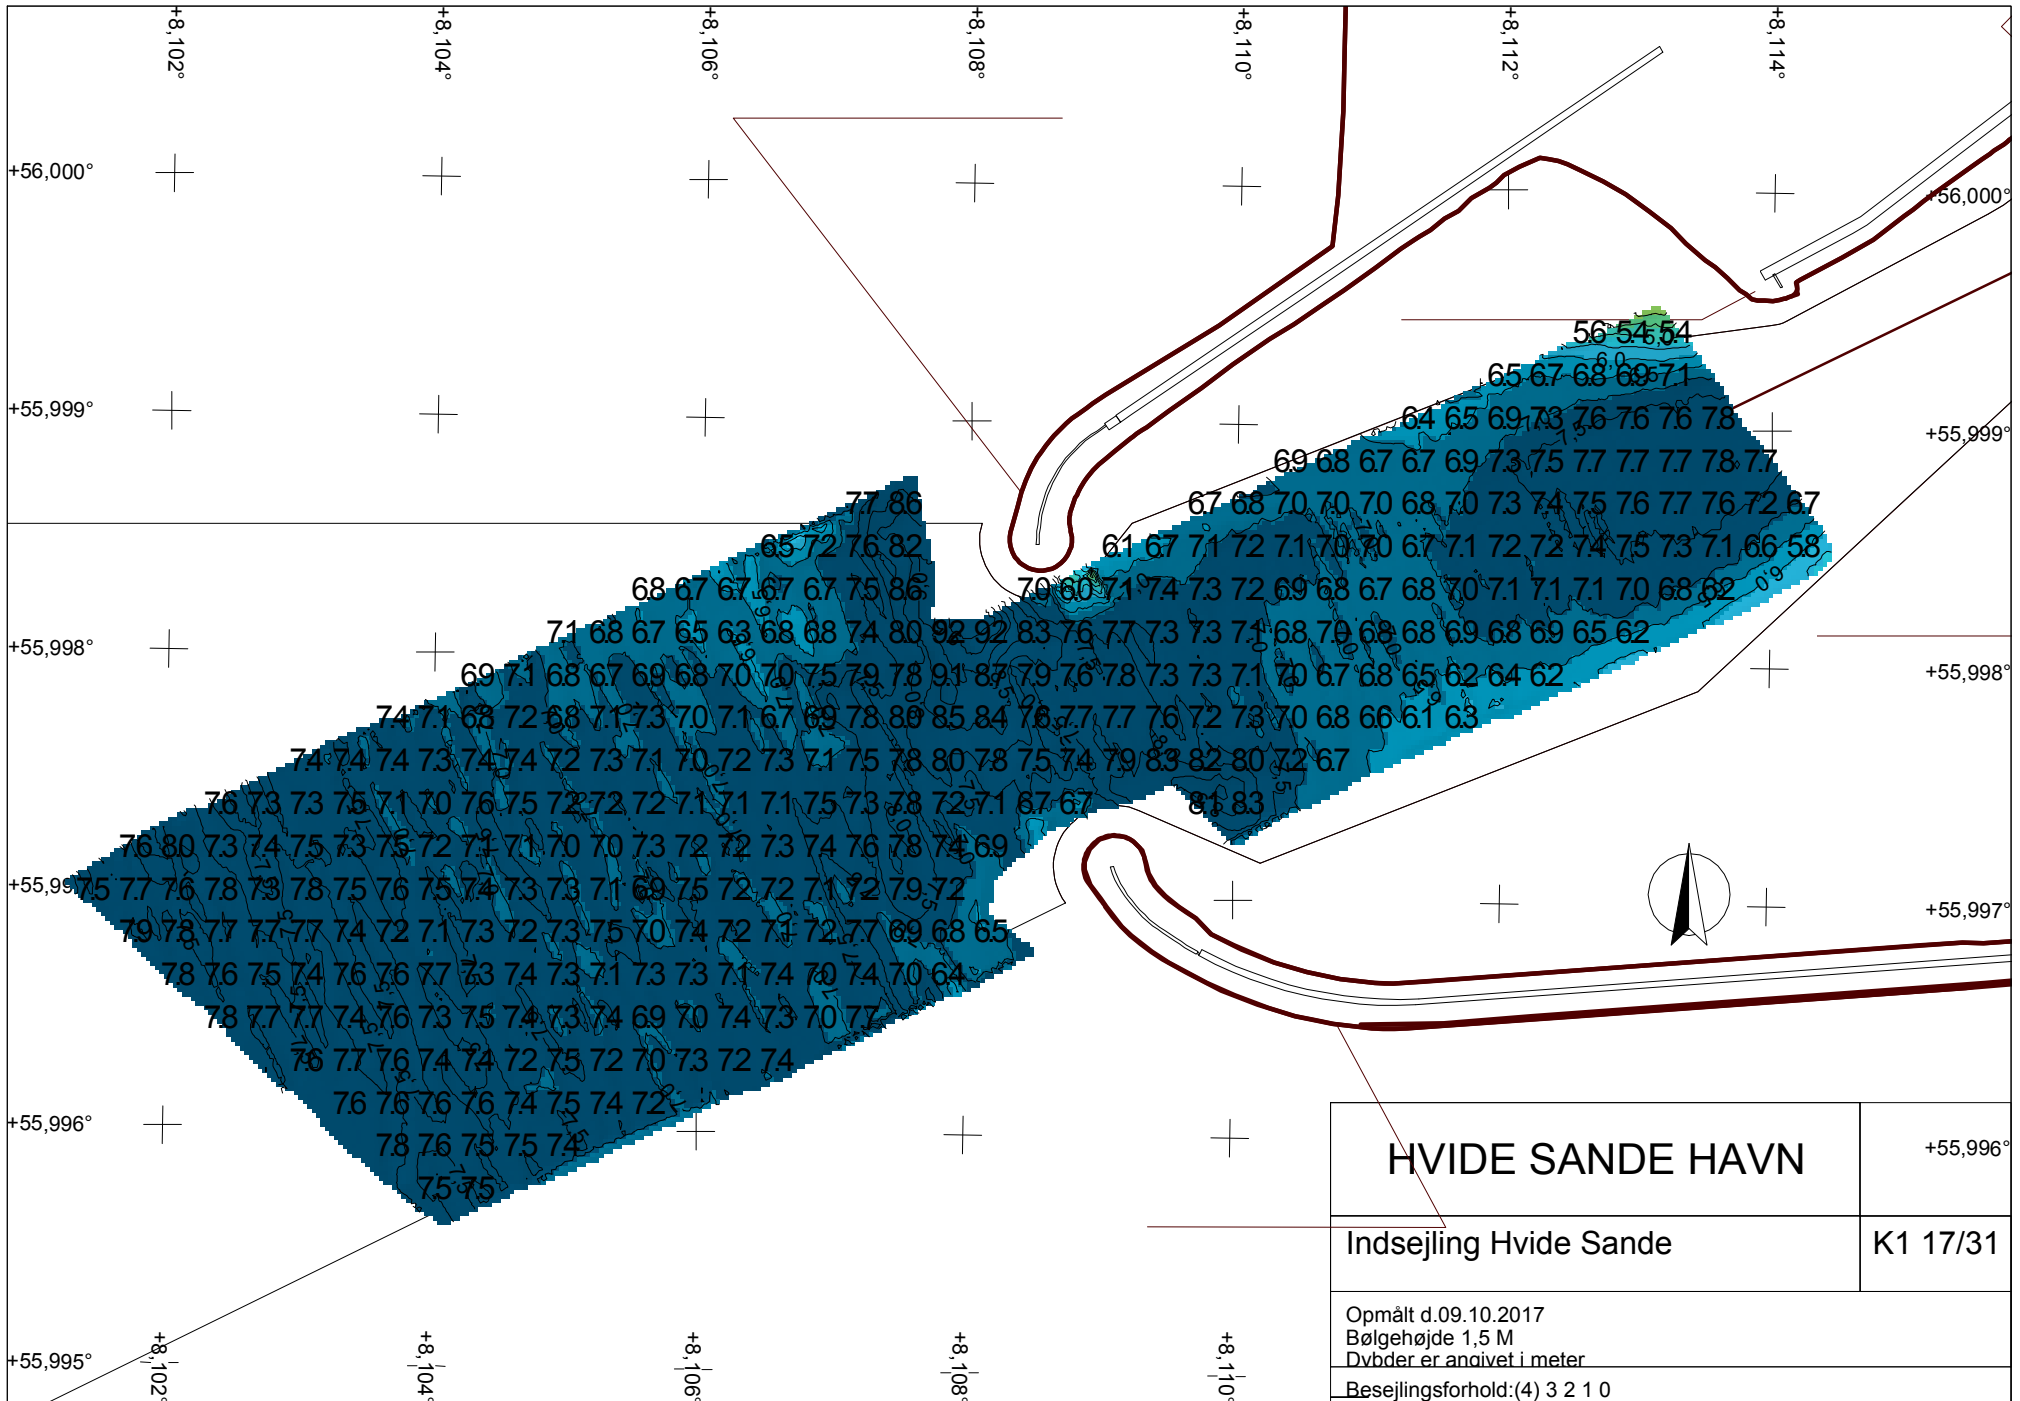 +8,102° +8,104° +8,106° +8,108° +8,110° +8,112° +8,114°
+56,000° +56,000°
56 54 54
5,0
6,0
65 67 68 69 71
+55,999° 64 65 69 73 76 76 76 78 +55,999°
7,5
69 68 67 67 69 73 75 77 77 77 78 77
77 86 67 68 70 70 70 68 70 73 74 75 76 77 76 72 67
65 72 76 82 61 67 71 72 71 70 70 67 71 72 72 74 75 73 71 66 58
68 67 67 67 67 75 86 70 60 71 74 73 72 69 68 67 68 70 71 71 71 70 68 62
6,0
+55,998° 71 68 67 65 63 68 68 74 80 92 92 83 76 77 73 73 71 68 70 68 68 69 68 69 65 62
69 71 68 67 69 68 70 70 75 79 78 91 87 79 76 78 73 73 71 70 67 68 65 62 64 62 +55,998°
74 71 68 72 68 71 73 70 71 67 69 78 86 85 84 78 77 77 76 72 73 70 68 66 61 63
74 74 74 73 74 74 72 73 71 70 72 73 71 75 78 80 78 75 74 79 83 82 80 72 67
76 73 73 75 71 70 76 75 72 72 72 71 71 71 75 73 78 72 71 67 67 81 83
76 80 73 74 75 73 75 72 71 71 70 70 73 72 72 73 74 76 78 74 69
+55,99 75 77 76 78 73 78 75 76 75 74 73 73 71 69 75 72 72 71 72 79 72
79 78 77 77 77 74 72 71 73 72 73 75 70 74 72 71 72 77 69 68 65 +55,997°
78 76 75 74 76 76 77 73 74 73 71 73 73 71 74 70 74 70 64
78 77 77 74 76 73 75 74 73 74 69 70 74 73 70 77
76 77 76 74 74 72 75 72 70 73 72 74
76 76 76 76 74 75 74 72
+55,996°
78 76 75 75 74
75 75
HVIDE SANDE HAVN +55,996°
Indsejling Hvide Sande K1 17/31
Opmålt d.09.10.2017
Bølgehøjde 1,5 M
Dybder er angivet i meter
+55,995°
Besejlingsforhold:(4) 3 2 1 0
+8,102° +8,104° +8,106° +8,108° +8,110°